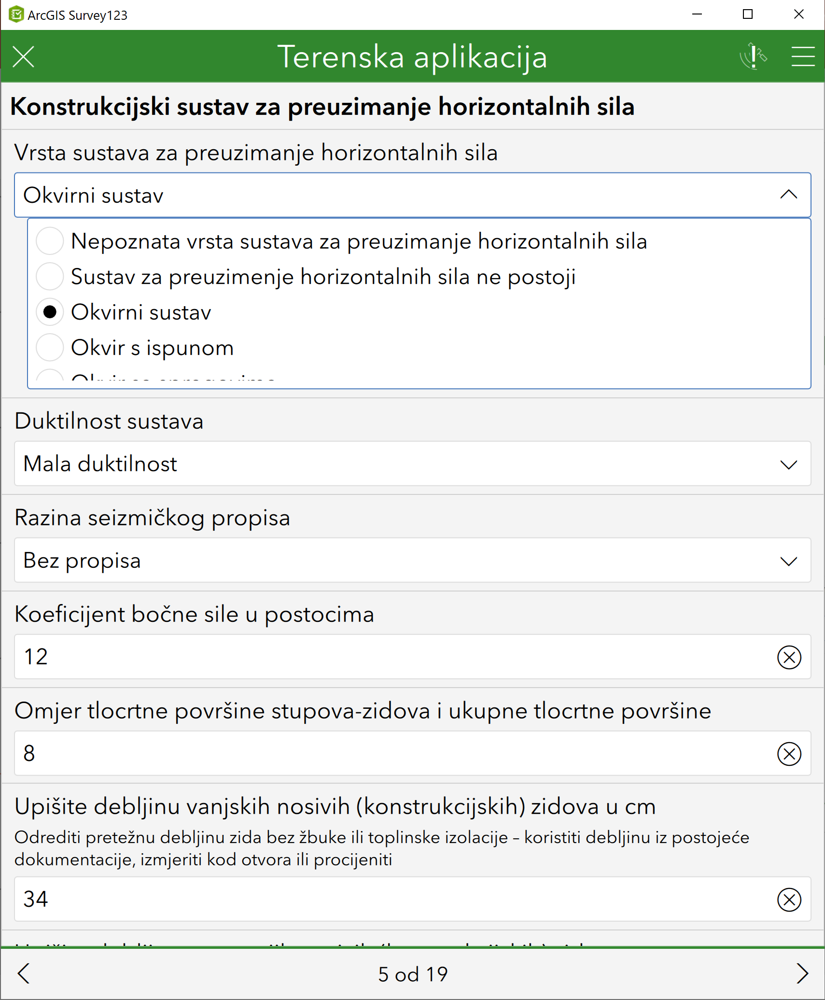 ArcGIS Survey123
Terenska aplikacija
Konstrukcijski sustav za preuzimanje horizontalnih sila
Vrsta sustava za preuzimanje horizontalnih sila
Okvirni sustav
Nepoznata vrsta sustava za preuzimanje horizontalnih sila
Sustav za preuzimenje horizontalnih sila ne postoji
Okvirni sustav
Okvir s ispunom
Duktilnost sustava
Mala duktilnost
Razina seizmičkog propisa
Bez propisa
Koeficijent bočne sile u postocima
12
Omjer tlocrtne površine stupova-zidova i ukupne tlocrtne površine
8
Upišite debljinu vanjskih nosivih (konstrukcijskih) zidova u cm
Odrediti pretežnu debljinu zida bez žbuke ili toplinske izolacije – koristiti debljinu iz postojeće
dokumentacije, izmjeriti kod otvora ili procijeniti
34
5 od 19